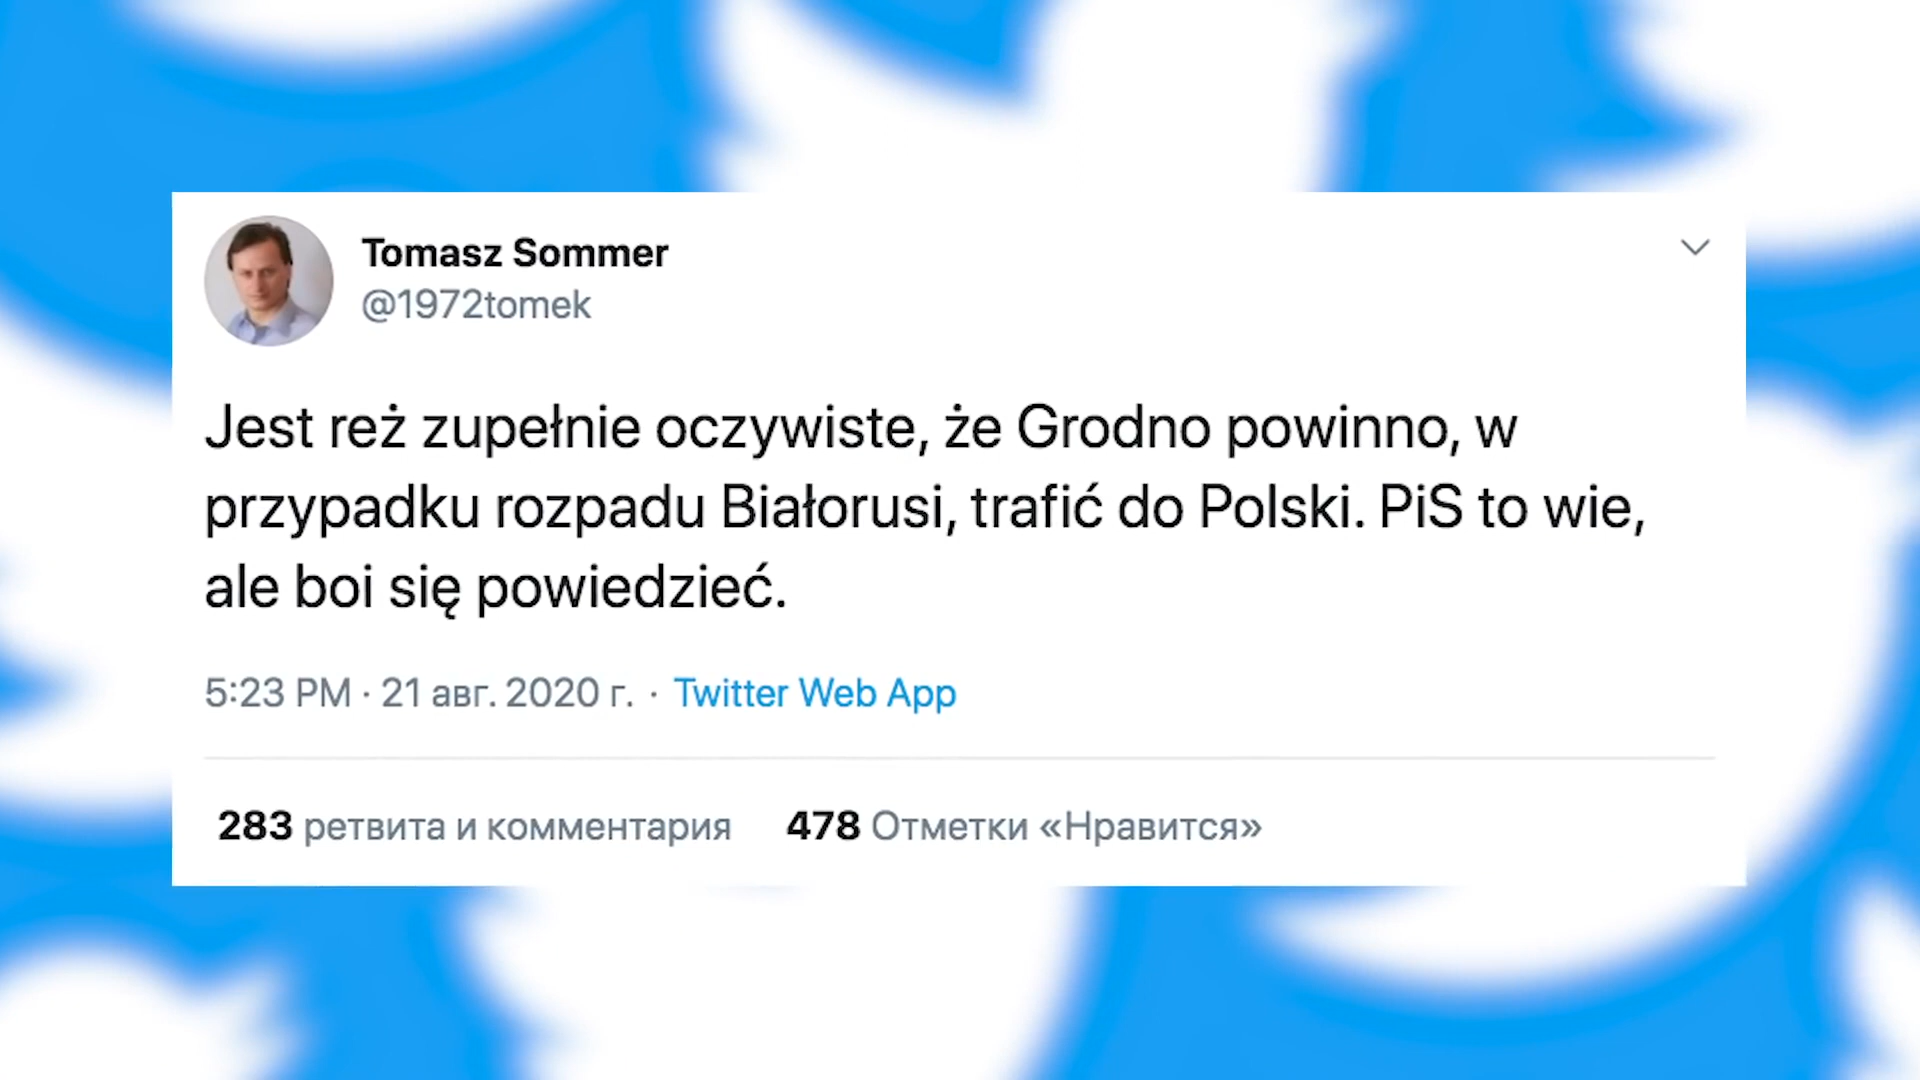 Tomasz Sommer
@1972tomek
Jest reż zupełnie oczywiste, że Grodno powinno, w
przypadku rozpadu Białorusi, trafić do Polski. PiS to wie,
ale boi się powiedzieć.
5:23 PM · 21 авг. 2020 г. · Twitter Web App
283 ретвита и комментария 478 Отметки «Нравится»